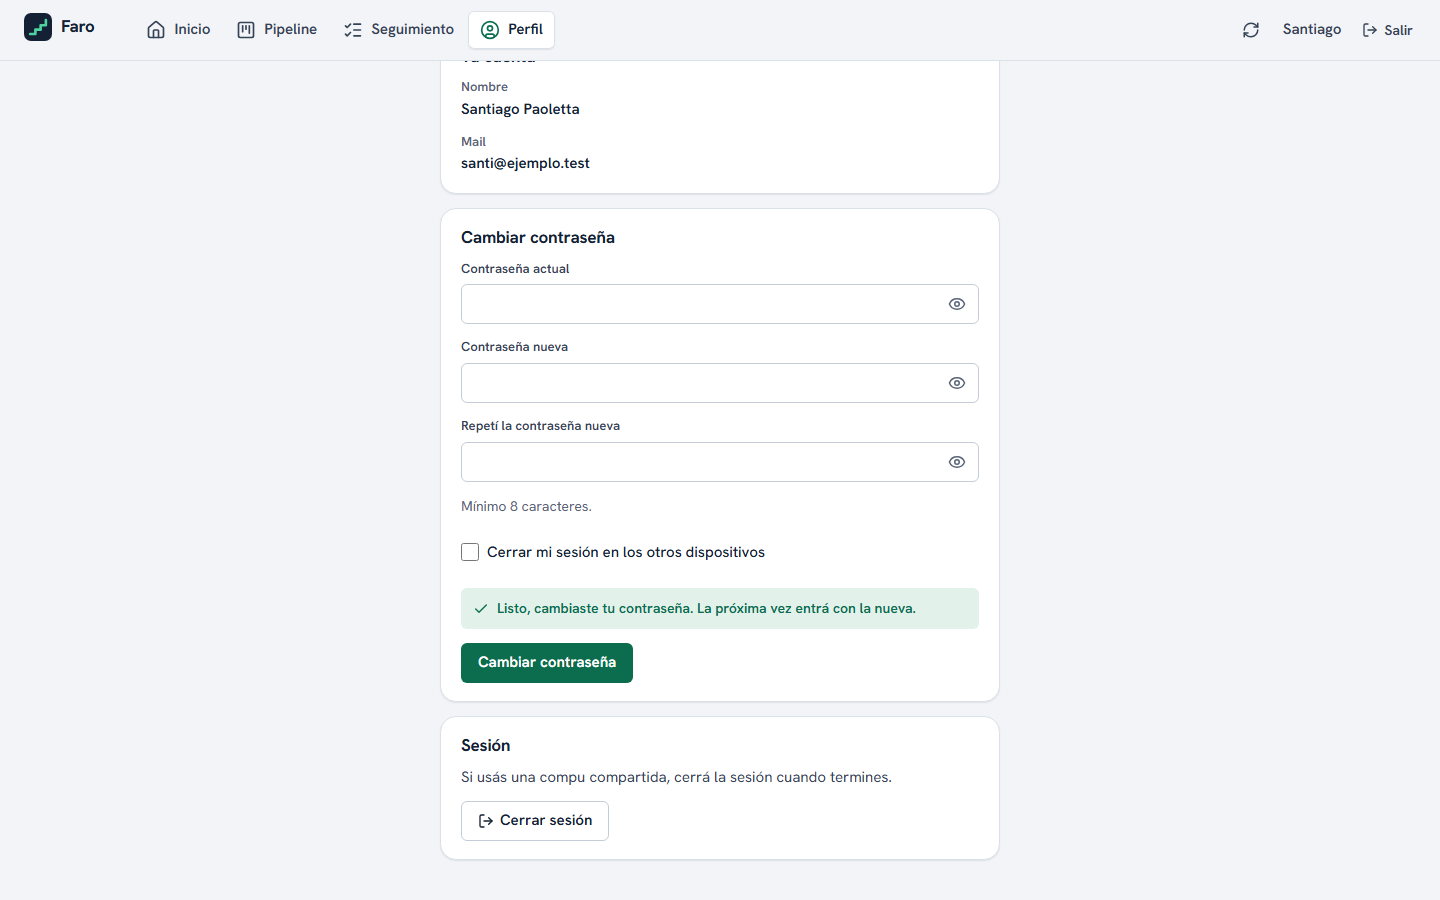 Faro
Inicio
Pipeline
Seguimiento
Perfil
Santiago
Salir
Nombre
Santiago Paoletta
Mail
santi@ejemplo.test
Cambiar contraseña
Contraseña actual
Contraseña nueva
Repetí la contraseña nueva
Mínimo 8 caracteres.
Cerrar mi sesión en los otros dispositivos
Listo, cambiaste tu contraseña. La próxima vez entrá con la nueva.
Cambiar contraseña
Sesión
Si usás una compu compartida, cerrá la sesión cuando termines.
Cerrar sesión